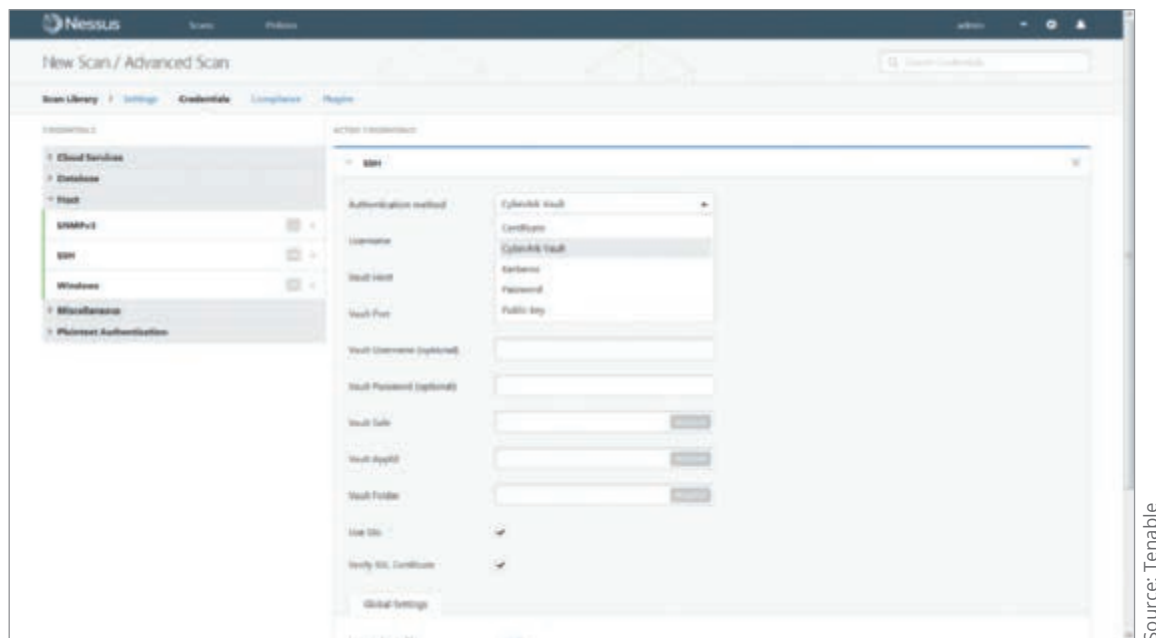 Nessus Scans Policies admin
New Scan / Advanced Scan
Search Credentials
Scan Library Settings Credentials Compliance Plugins
CREDENTIALS
ACTIVE CREDENTIALS
Cloud Services
Database
Host
SNMPv3
SSH
Windows
Miscellaneous
Plaintext Authentication
SSH
Authentication method CyberArk Vault
Certificate
CyberArk Vault
Kerberos
Password
Public Key
Username
Vault Host
Vault Port
Vault Username (optional)
Vault Password (optional)
Vault Safe
Vault AppId
Vault Folder
Use SSL
Verify SSL Certificate
Global Settings
Source: Tenable